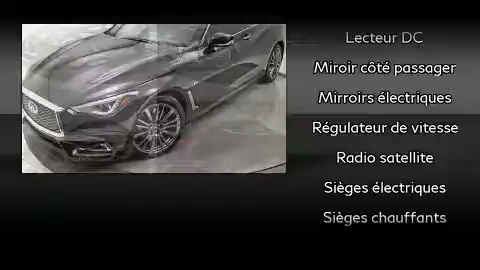 Lecteur DC
Miroir côté passager
Mirroirs électriques
Régulateur de vitesse
Radio satellite
Sièges électriques
Sièges chauffants